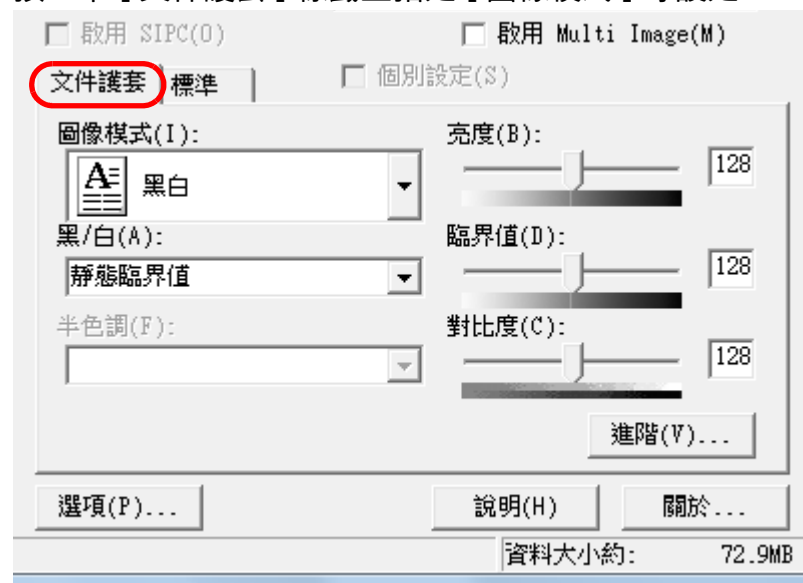 啟用 SIPC(O) 啟用 Multi Image(M)
文件護套 標準 個別設定(S)
圖像模式(I): 亮度(B):
黑白 128
黑/白(A): 臨界值(D):
靜態臨界值 128
半色調(F): 對比度(C):
128
進階(V)...
選項(P)... 說明(H) 關於...
資料大小約: 72.9MB